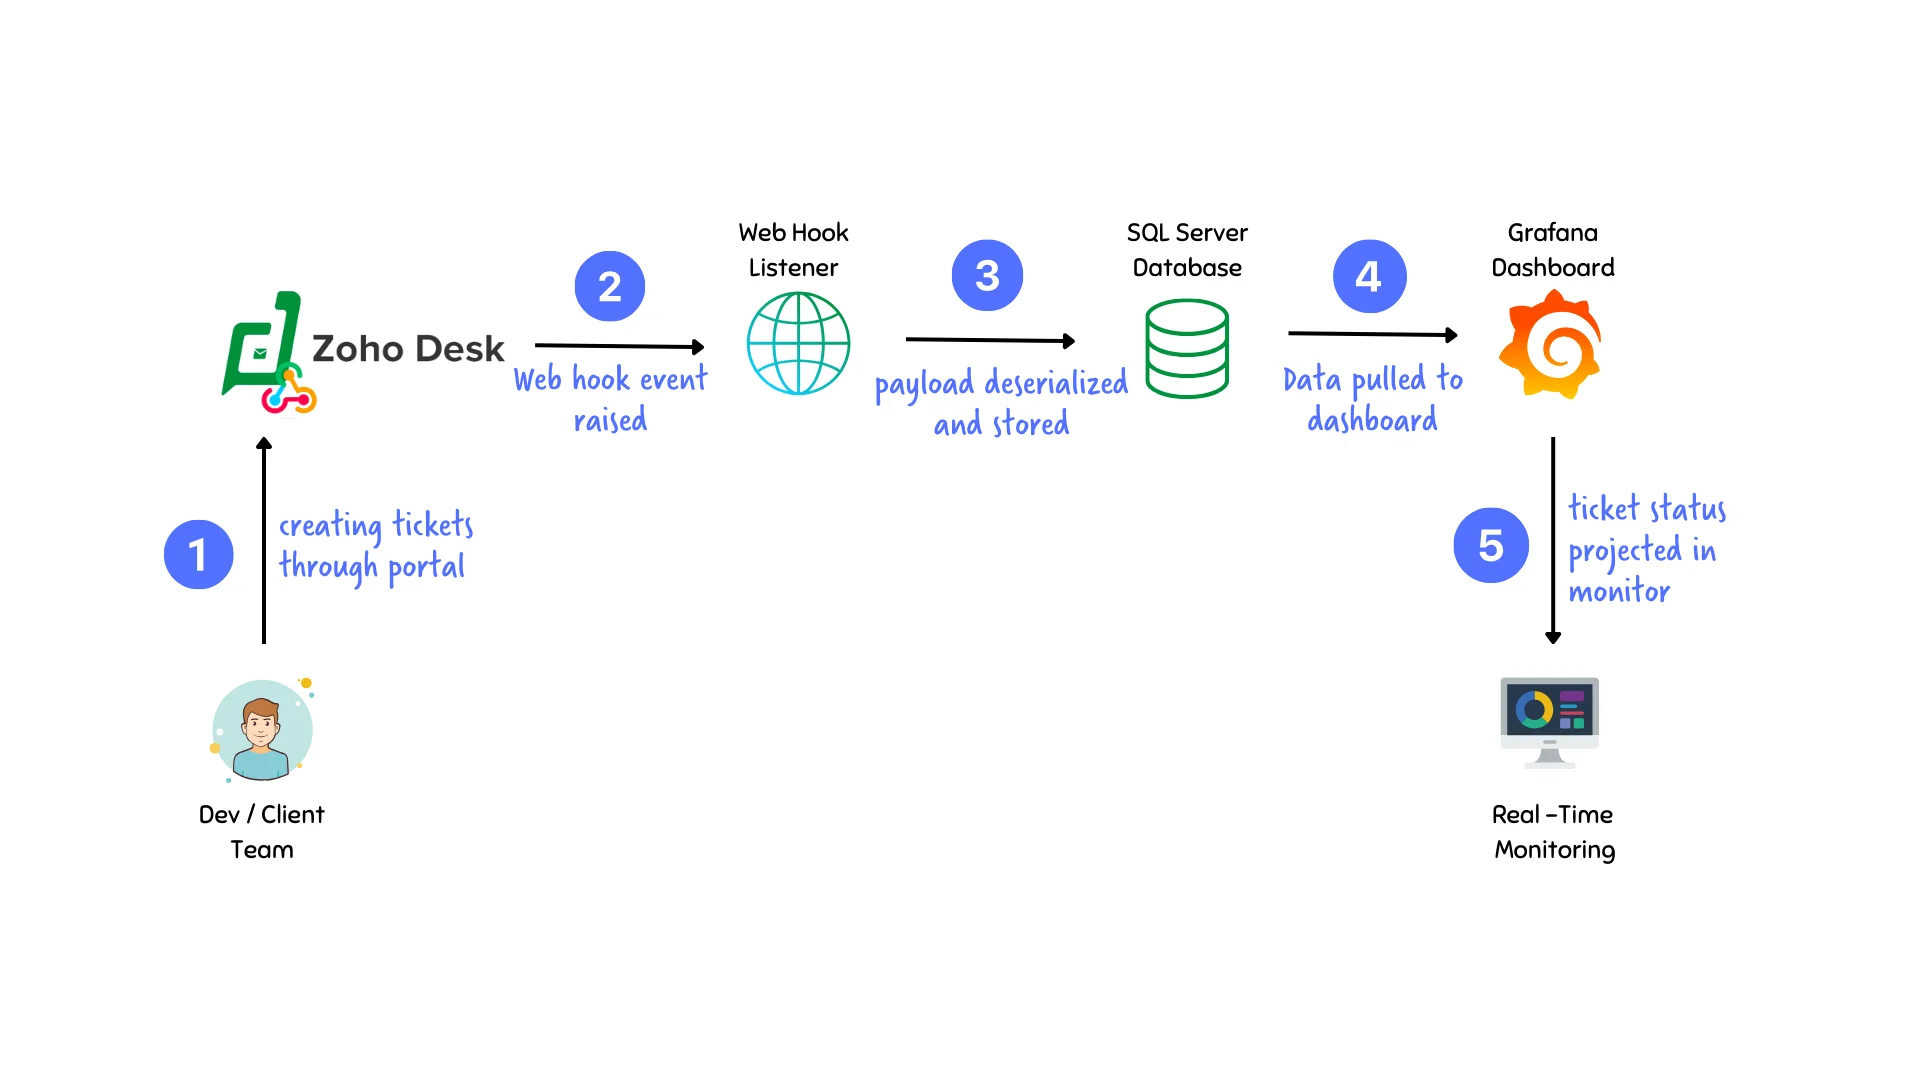 Zoho Desk
2
Web hook event
raised
Web Hook
Listener
3
payload deserialized
and stored
SQL Server
Database
4
Data pulled to
dashboard
Grafana
Dashboard
1
creating tickets
through portal
5
ticket status
projected in
monitor
Dev / Client
Team
Real -Time
Monitoring